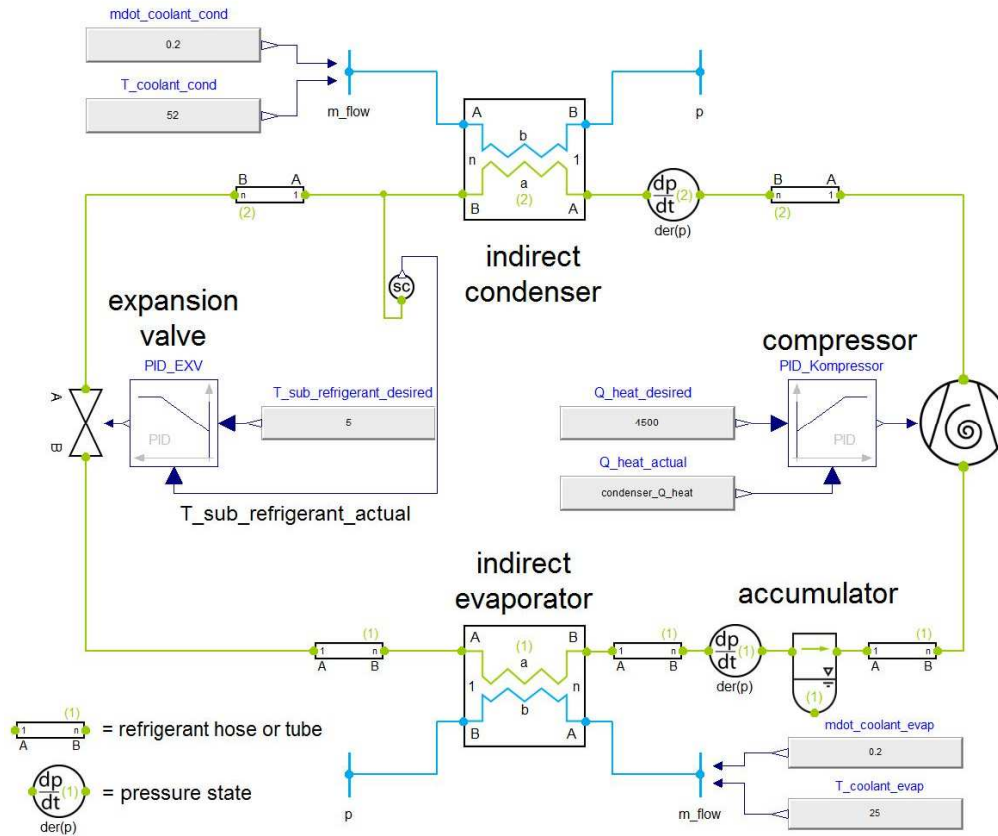 mdot_coolant_cond
0.2
T_coolant_cond
52
m_flow
p
A B
b
n 1
a
(2)
B A
B A
n 1
(2)
dp
dt (2)
der(p)
B A
n 1
(2)
indirect
condenser
sc
expansion
valve
PID_EXV
PID
A
B
T_sub_refrigerant_desired
5
T_sub_refrigerant_actual
compressor
PID_Kompressor
PID
Q_heat_desired
4500
Q_heat_actual
condenser_Q_heat
indirect
evaporator
accumulator
(1)
1 n
A B
A B
(1)
a
1 n
b
B A
(1)
1 n
A B
dp
dt (1)
der(p)
(1)
(1)
1 n
A B
p
m_flow
mdot_coolant_evap
0.2
T_coolant_evap
25
(1)
1 n
A B
= refrigerant hose or tube
dp
dt (1)
der(p)
= pressure state